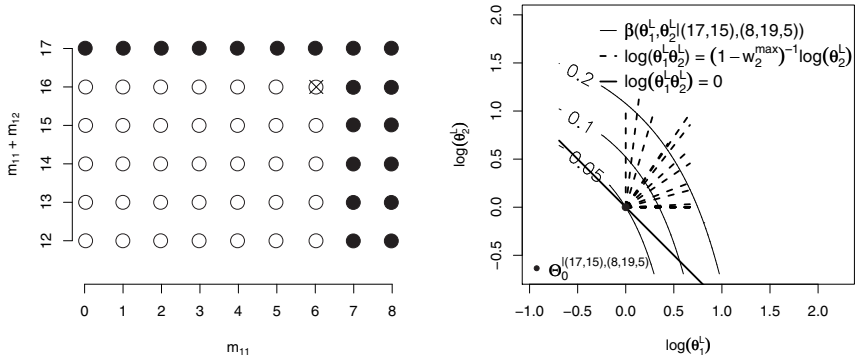 m₁₁ + m₁₂
17
16
15
14
13
12
0 1 2 3 4 5 6 7 8
m₁₁
log(θ₂ᴸ)
2.0
1.5
1.0
0.5
0.0
−0.5
β(θ₁ᴸ,θ₂ᴸ|(17,15),(8,19,5))
log(θ₁ᴸθ₂ᴸ) = (1−w₂ᵐᵃˣ)⁻¹log(θ₂ᴸ)
log(θ₁ᴸθ₂ᴸ) = 0
0.2
0.1
0.05
Θ₀|(17,15),(8,19,5)
−1.0 −0.5 0.0 0.5 1.0 1.5 2.0
log(θ₁ᴸ)